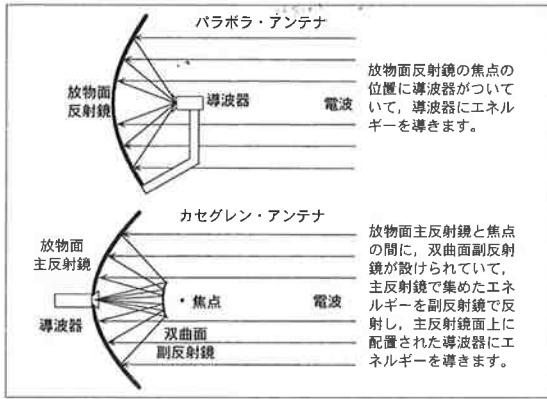 パラボラ・アンテナ
放物面
反射鏡
導波器
電波
放物面反射鏡の焦点の
位置に導波器がついて
いて，導波器にエネル
ギーを導きます。
カセグレン・アンテナ
放物面
主反射鏡
導波器
・焦点
双曲面
副反射鏡
電波
放物面主反射鏡と焦点
の間に，双曲面副反射
鏡が設けられていて，
主反射鏡で集めたエネ
ルギーを副反射鏡で反
射し，主反射鏡面上に
配置された導波器にエ
ネルギーを導きます。